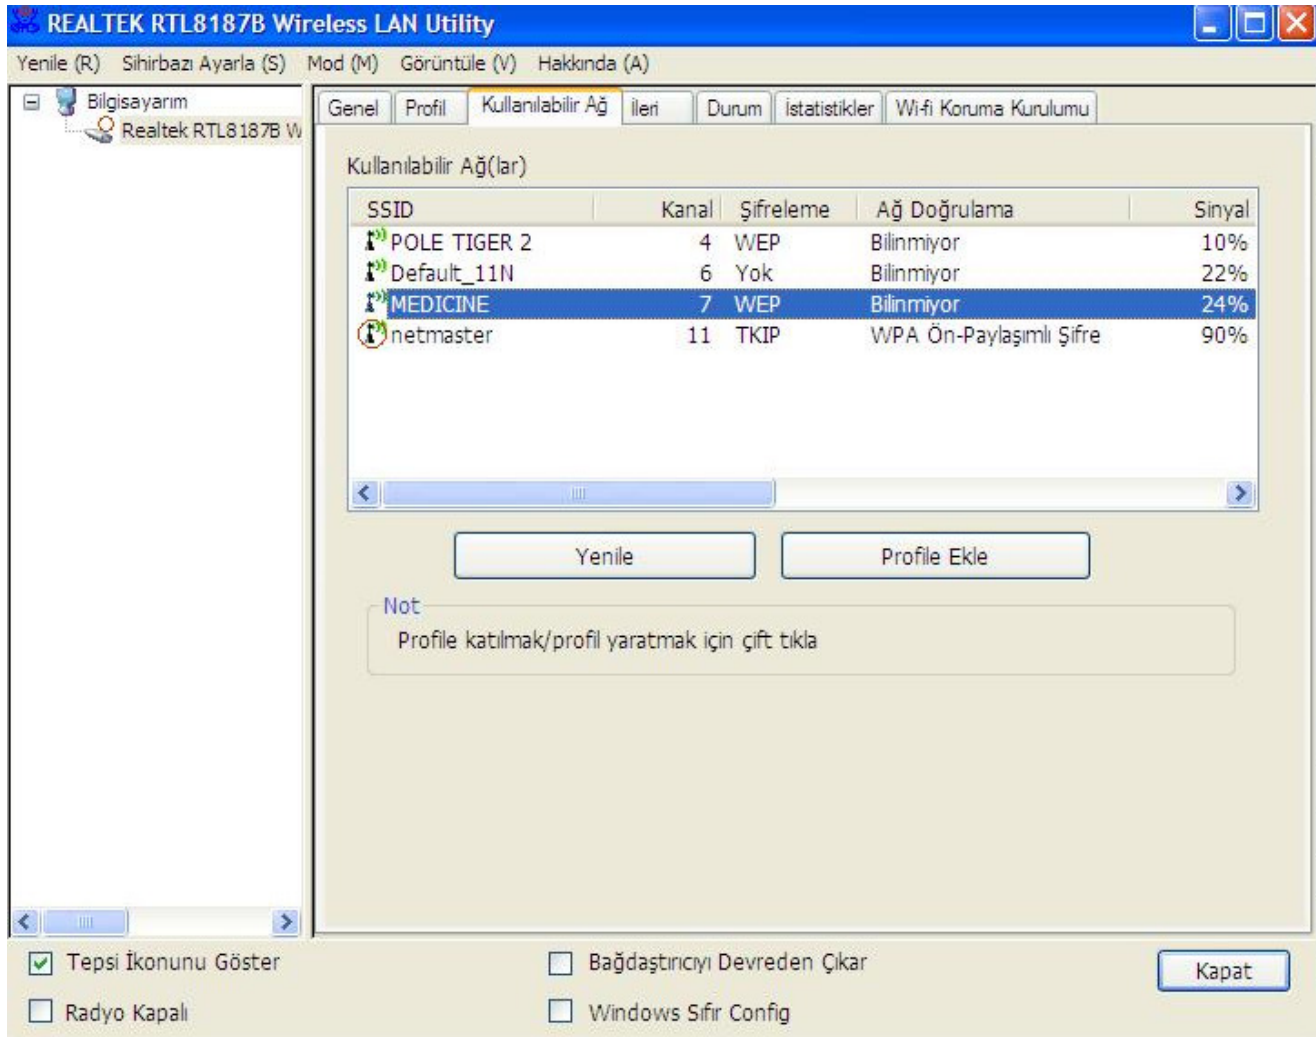 REALTEK RTL8187B Wireless LAN Utility
Yenile (R) Sihirbazı Ayarla (S) Mod (M) Görüntüle (V) Hakkında (A)
Bilgisayarım
Realtek RTL8187B W
Genel Profil Kullanılabilir Ağ İleri Durum İstatistikler Wi-fi Koruma Kurulumu
Kullanılabilir Ağ(lar)
SSID Kanal Şifreleme Ağ Doğrulama Sinyal
POLE TIGER 2 4 WEP Bilinmiyor 10%
Default_11N 6 Yok Bilinmiyor 22%
MEDICINE 7 WEP Bilinmiyor 24%
netmaster 11 TKIP WPA Ön-Paylaşımlı Şifre 90%
Yenile Profile Ekle
Not
Profile katılmak/profil yaratmak için çift tıkla
Tepsi İkonunu Göster Bağdaştırıcıyı Devreden Çıkar Kapat
Radyo Kapalı Windows Sıfır Config